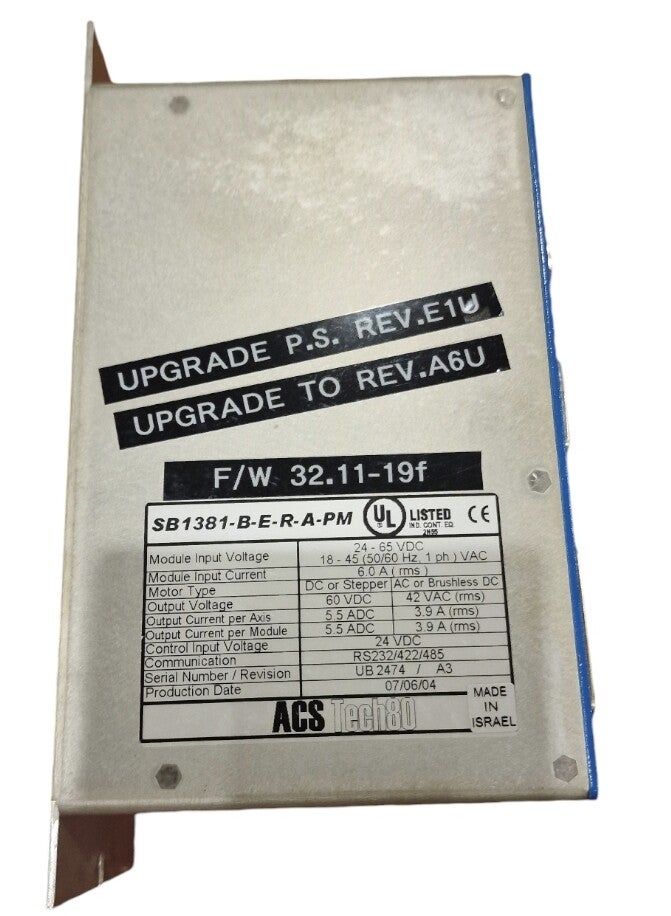 UPGRADE P.S. REV.E1U
UPGRADE TO REV.A6U
F/W 32.11-19f
SB1381-B-E-R-A-PM UL LISTED CE
IND. CONT. EQ.
Module Input Voltage 24 - 65 VDC
18 - 45 (50/60 Hz, 1 ph ) VAC
Module Input Current 6.0 A ( rms )
Motor Type DC or Stepper AC or Brushless DC
Output Voltage 60 VDC 42 VAC (rms)
Output Current per Axis 5.5 ADC 3.9 A (rms)
Output Current per Module 5.5 ADC 3.9 A (rms)
Control Input Voltage 24 VDC
Communication RS232/422/485
Serial Number / Revision UB2474 / A3
Production Date 07/06/04
ACS Tech80
MADE
IN
ISRAEL